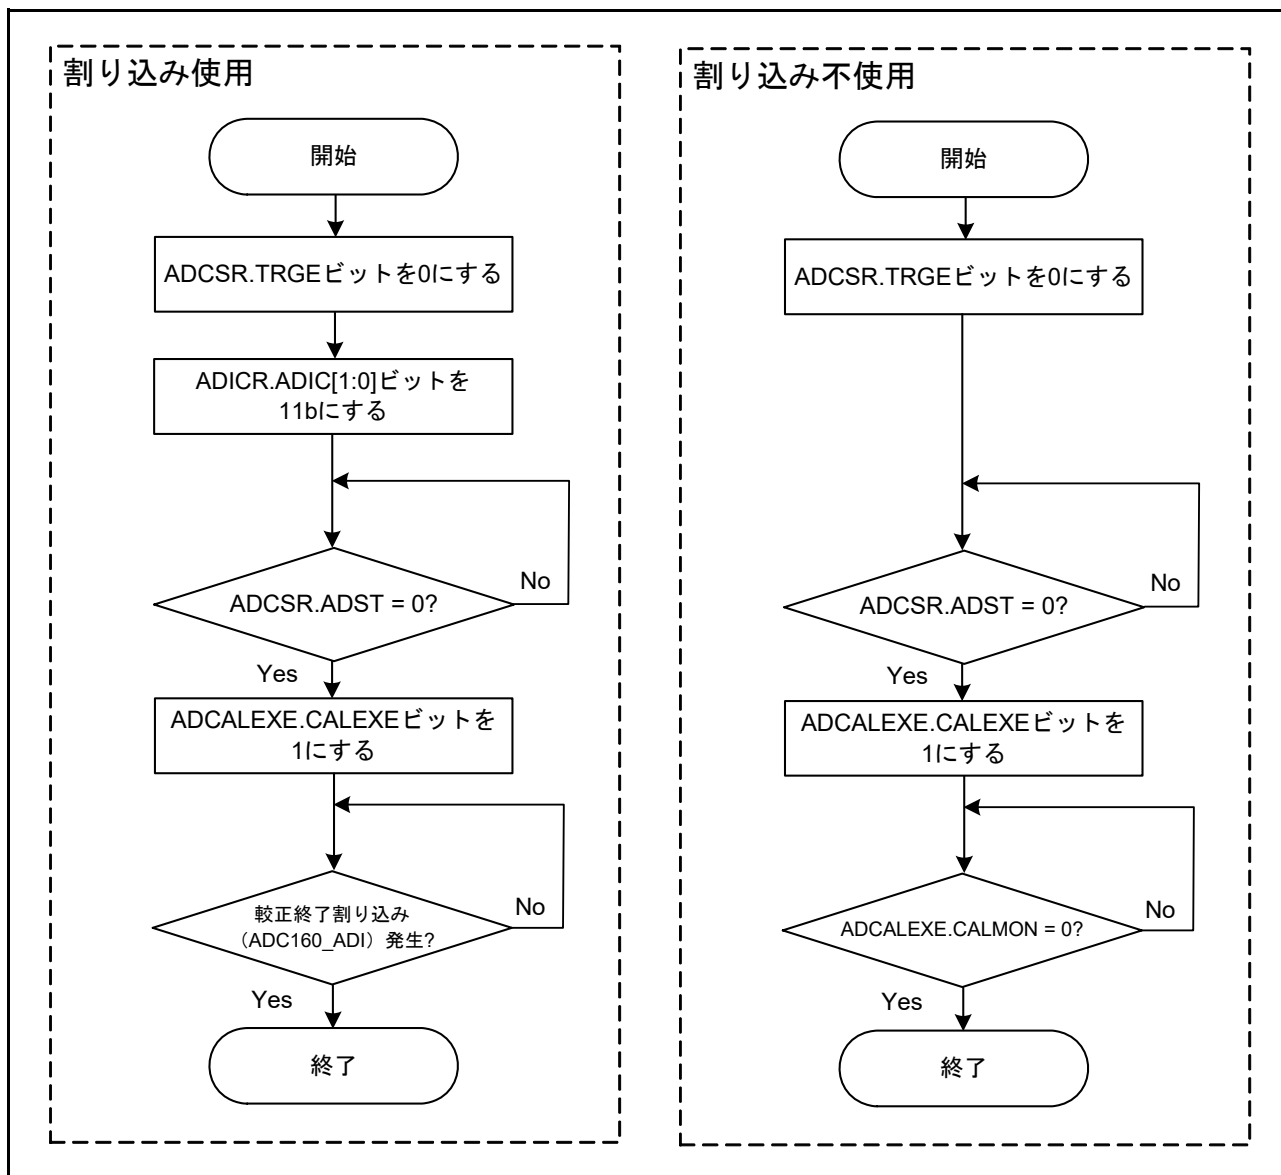 割り込み使用
開始
ADCSR.TRGEビットを0にする
ADICR.ADIC[1:0]ビットを
11bにする
No
ADCSR.ADST = 0?
Yes
ADCALEXE.CALEXEビットを
1にする
較正終了割り込み
（ADC160_ADI）発生?
No
Yes
終了
割り込み不使用
開始
ADCSR.TRGEビットを0にする
No
ADCSR.ADST = 0?
Yes
ADCALEXE.CALEXEビットを
1にする
No
ADCALEXE.CALMON = 0?
Yes
終了